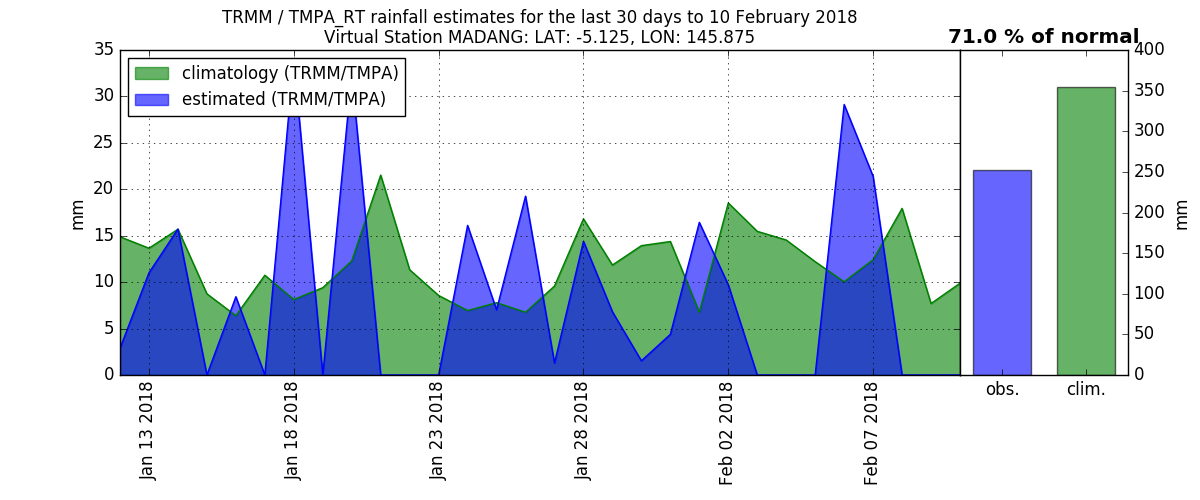 TRMM / TMPA_RT rainfall estimates for the last 30 days to 10 February 2018
Virtual Station MADANG: LAT: -5.125, LON: 145.875
71.0 % of normal
climatology (TRMM/TMPA)
estimated (TRMM/TMPA)
35
30
25
20
15
10
5
0
mm
Jan 13 2018
Jan 18 2018
Jan 23 2018
Jan 28 2018
Feb 02 2018
Feb 07 2018
400
350
300
250
200
150
100
50
0
mm
obs.
clim.